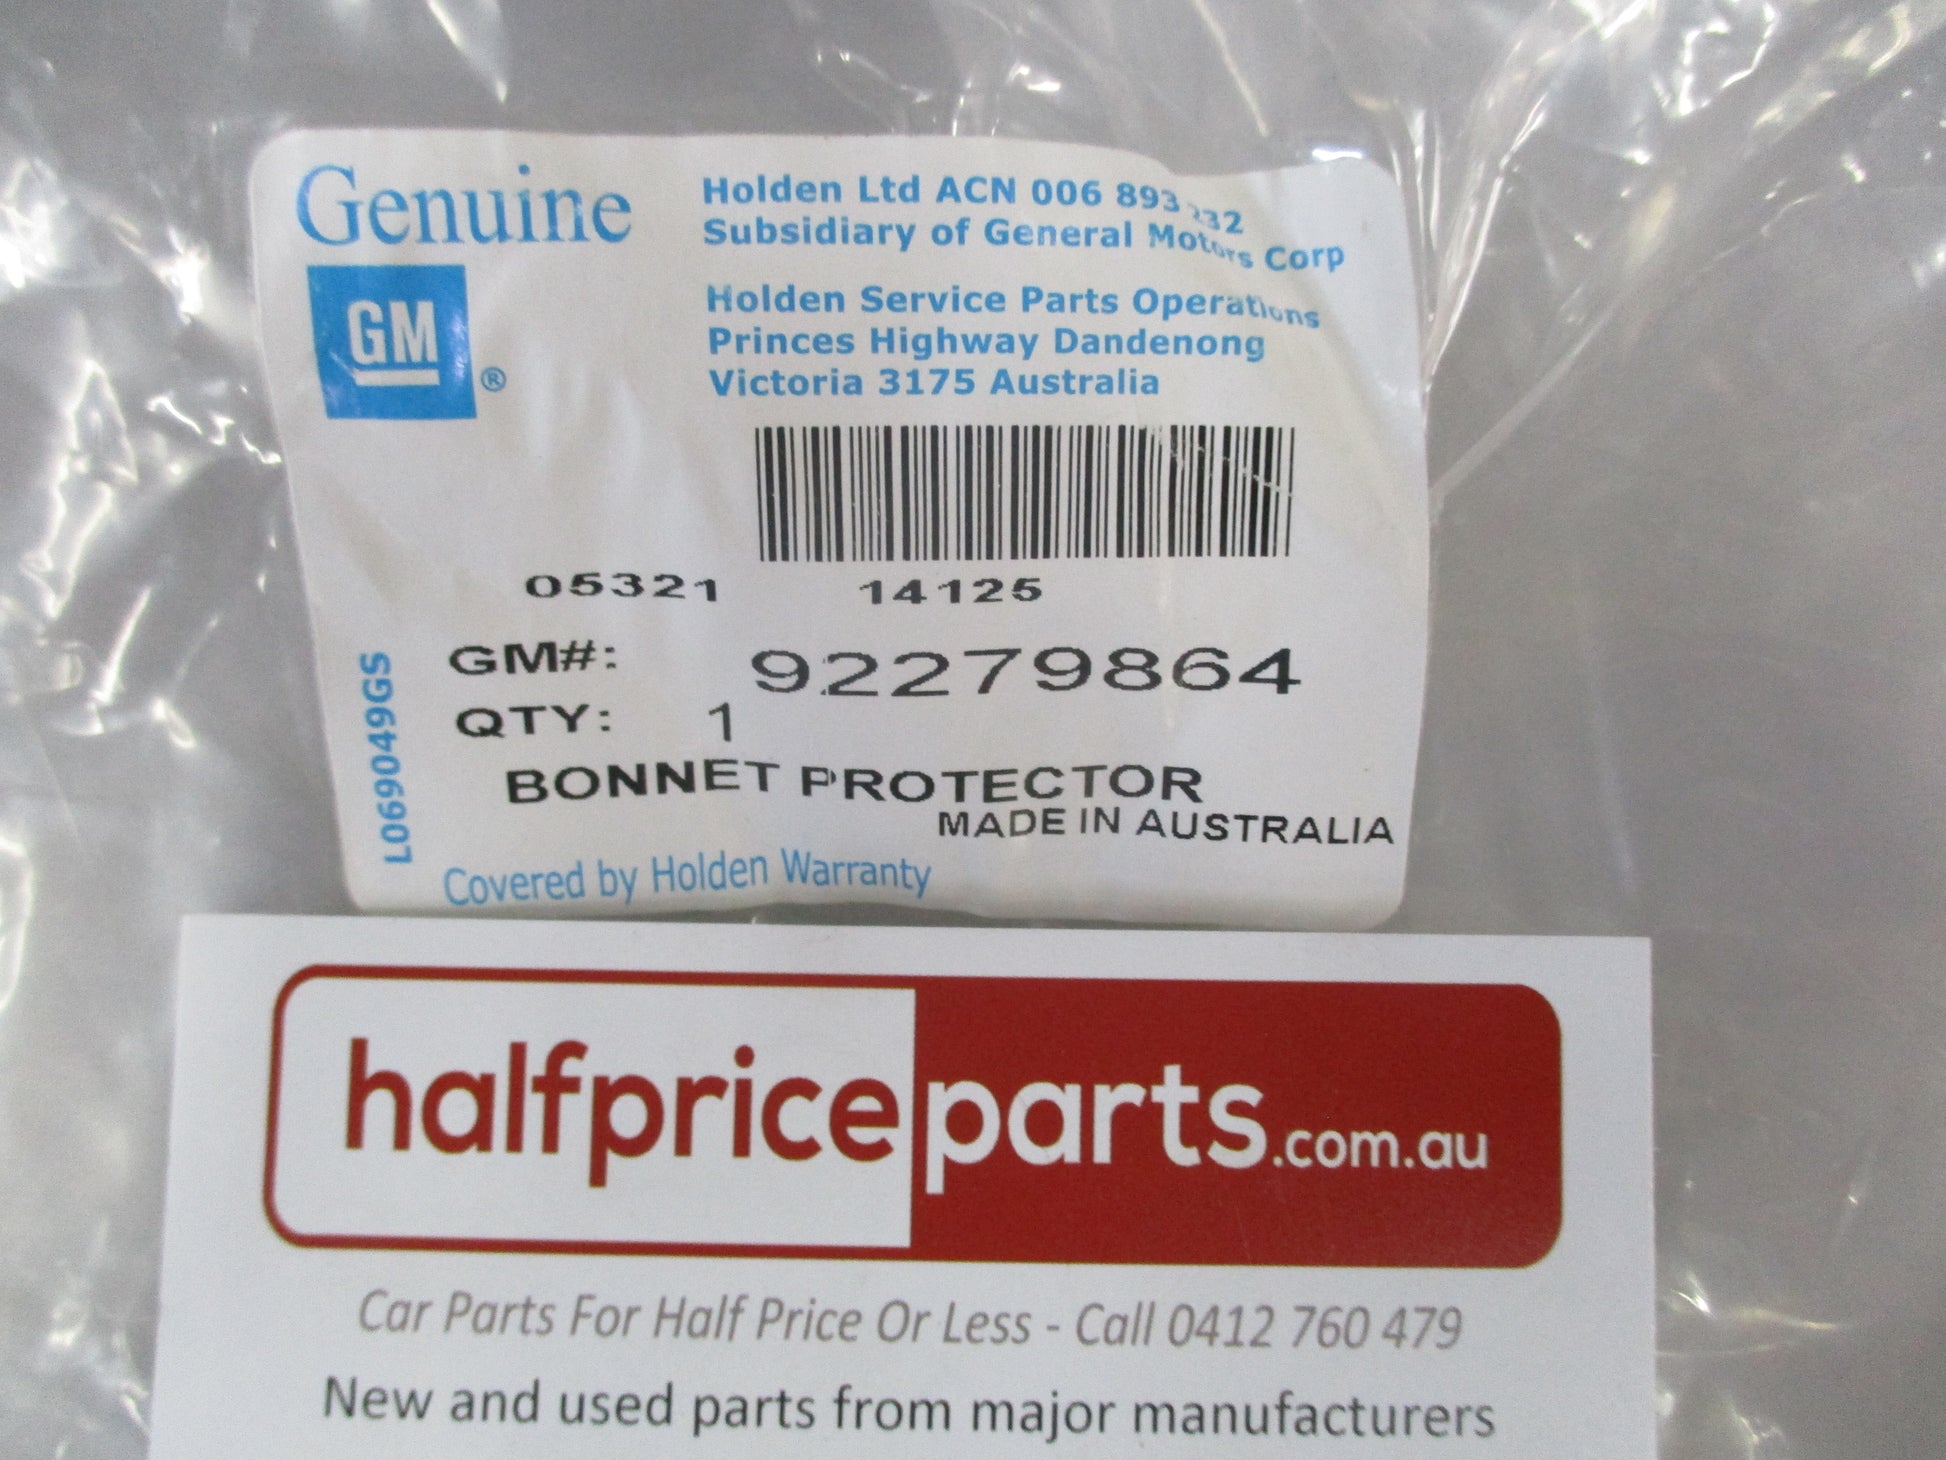 Genuine
GM ®
Holden Ltd ACN 006 893 232
Subsidiary of General Motors Corp
Holden Service Parts Operations
Princes Highway Dandenong
Victoria 3175 Australia
05321 14125
GM#: 92279864
QTY: 1
BONNET PROTECTOR
MADE IN AUSTRALIA
L069049GS
Covered by Holden Warranty
halfpriceparts.com.au
Car Parts For Half Price Or Less - Call 0412 760 479
New and used parts from major manufacturers